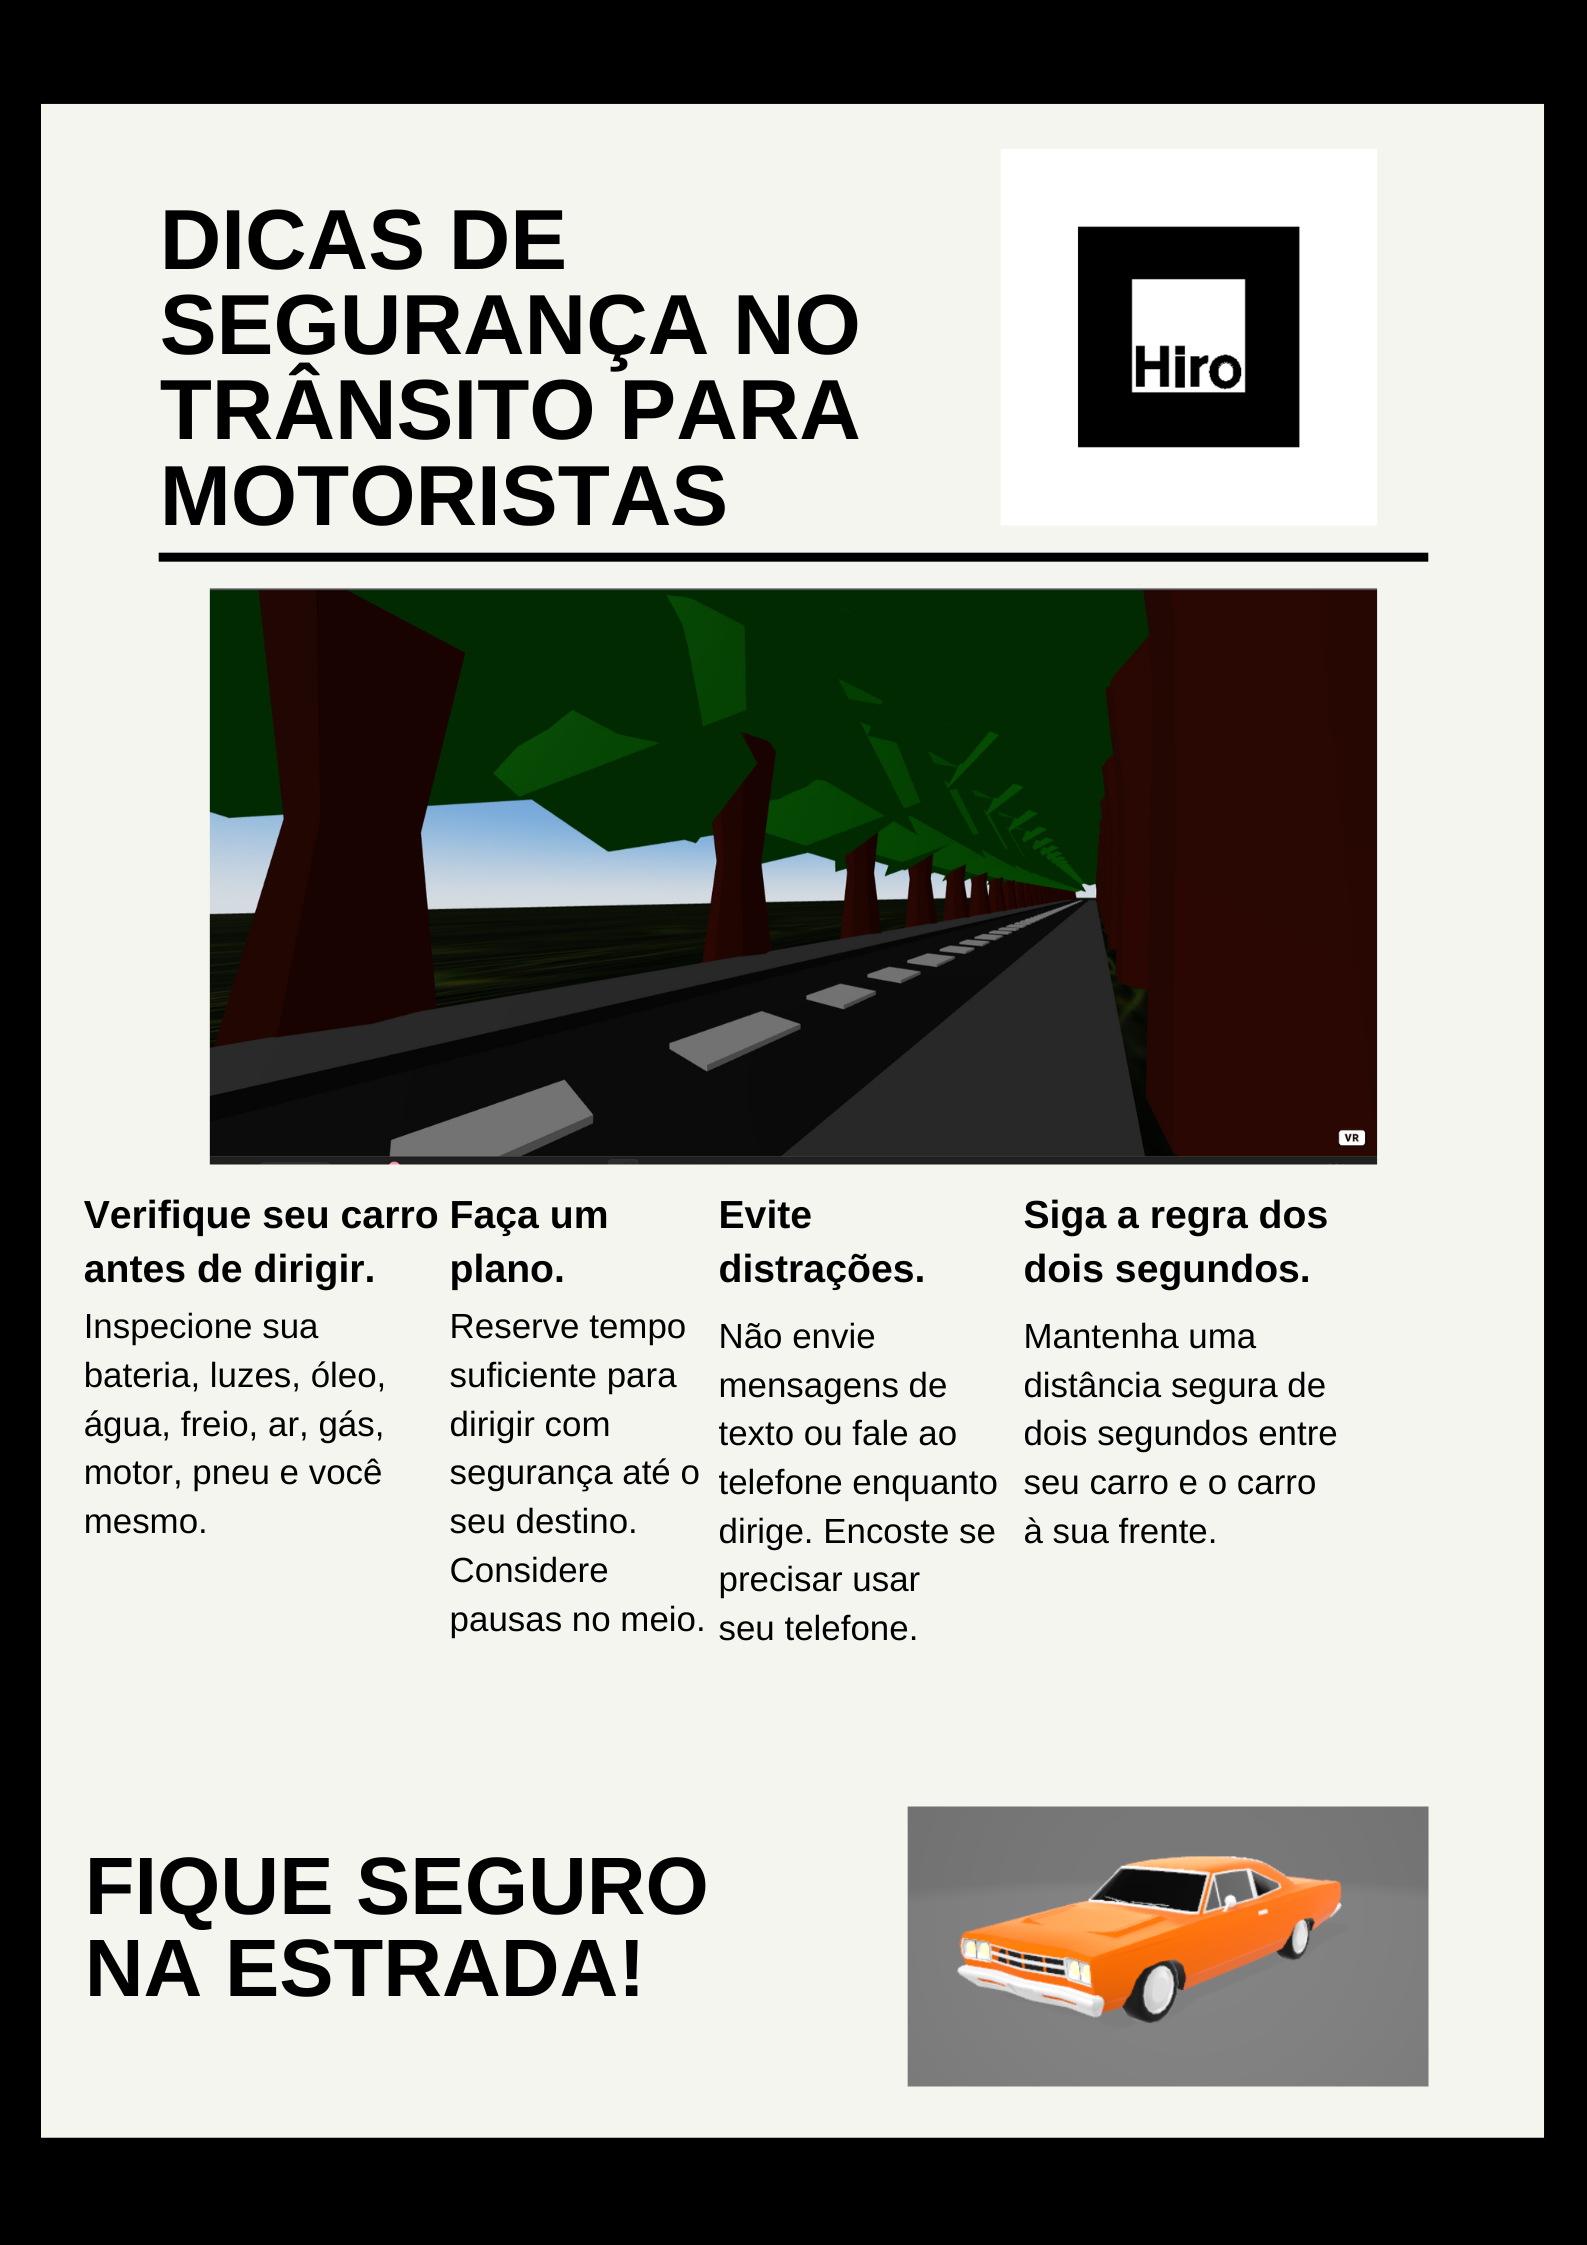 DICAS DE
SEGURANÇA NO
TRÂNSITO PARA
MOTORISTAS
Hiro
VR
Verifique seu carro
antes de dirigir.
Inspecione sua
bateria, luzes, óleo,
água, freio, ar, gás,
motor, pneu e você
mesmo.
Faça um
plano.
Reserve tempo
suficiente para
dirigir com
segurança até o
seu destino.
Considere
pausas no meio.
Evite
distrações.
Não envie
mensagens de
texto ou fale ao
telefone enquanto
dirige. Encoste se
precisar usar
seu telefone.
Siga a regra dos
dois segundos.
Mantenha uma
distância segura de
dois segundos entre
seu carro e o carro
à sua frente.
FIQUE SEGURO
NA ESTRADA!